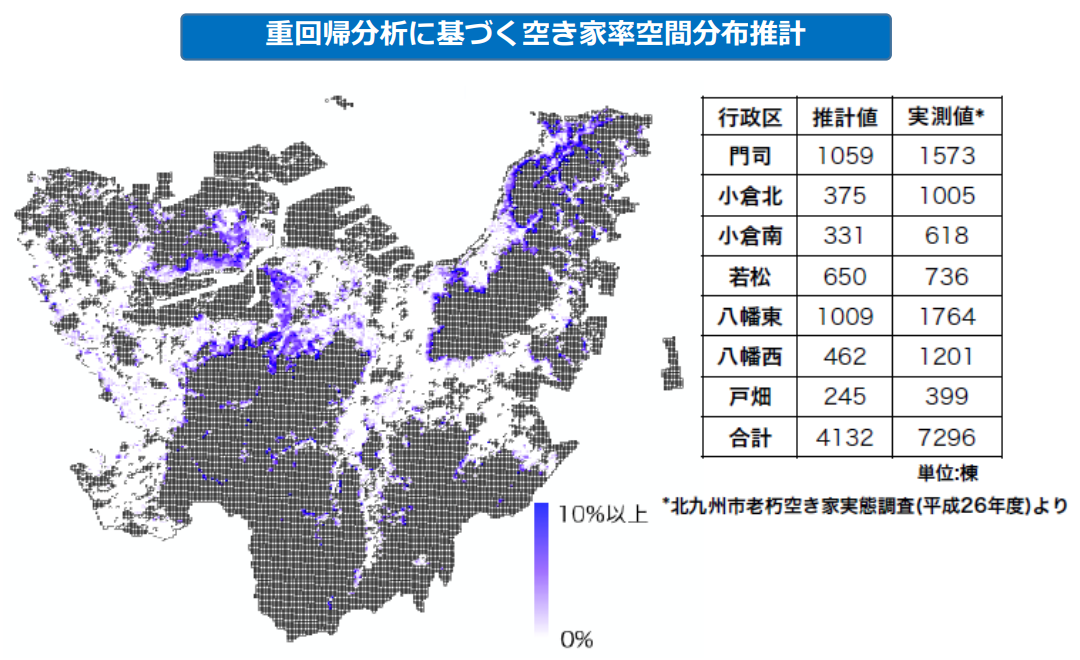 重回帰分析に基づく空き家率空間分布推計
行政区 推計値 実測値*
門司 1059 1573
小倉北 375 1005
小倉南 331 618
若松 650 736
八幡東 1009 1764
八幡西 462 1201
戸畑 245 399
合計 4132 7296
単位:棟
*北九州市老朽空き家実態調査(平成26年度)より
10%以上
0%